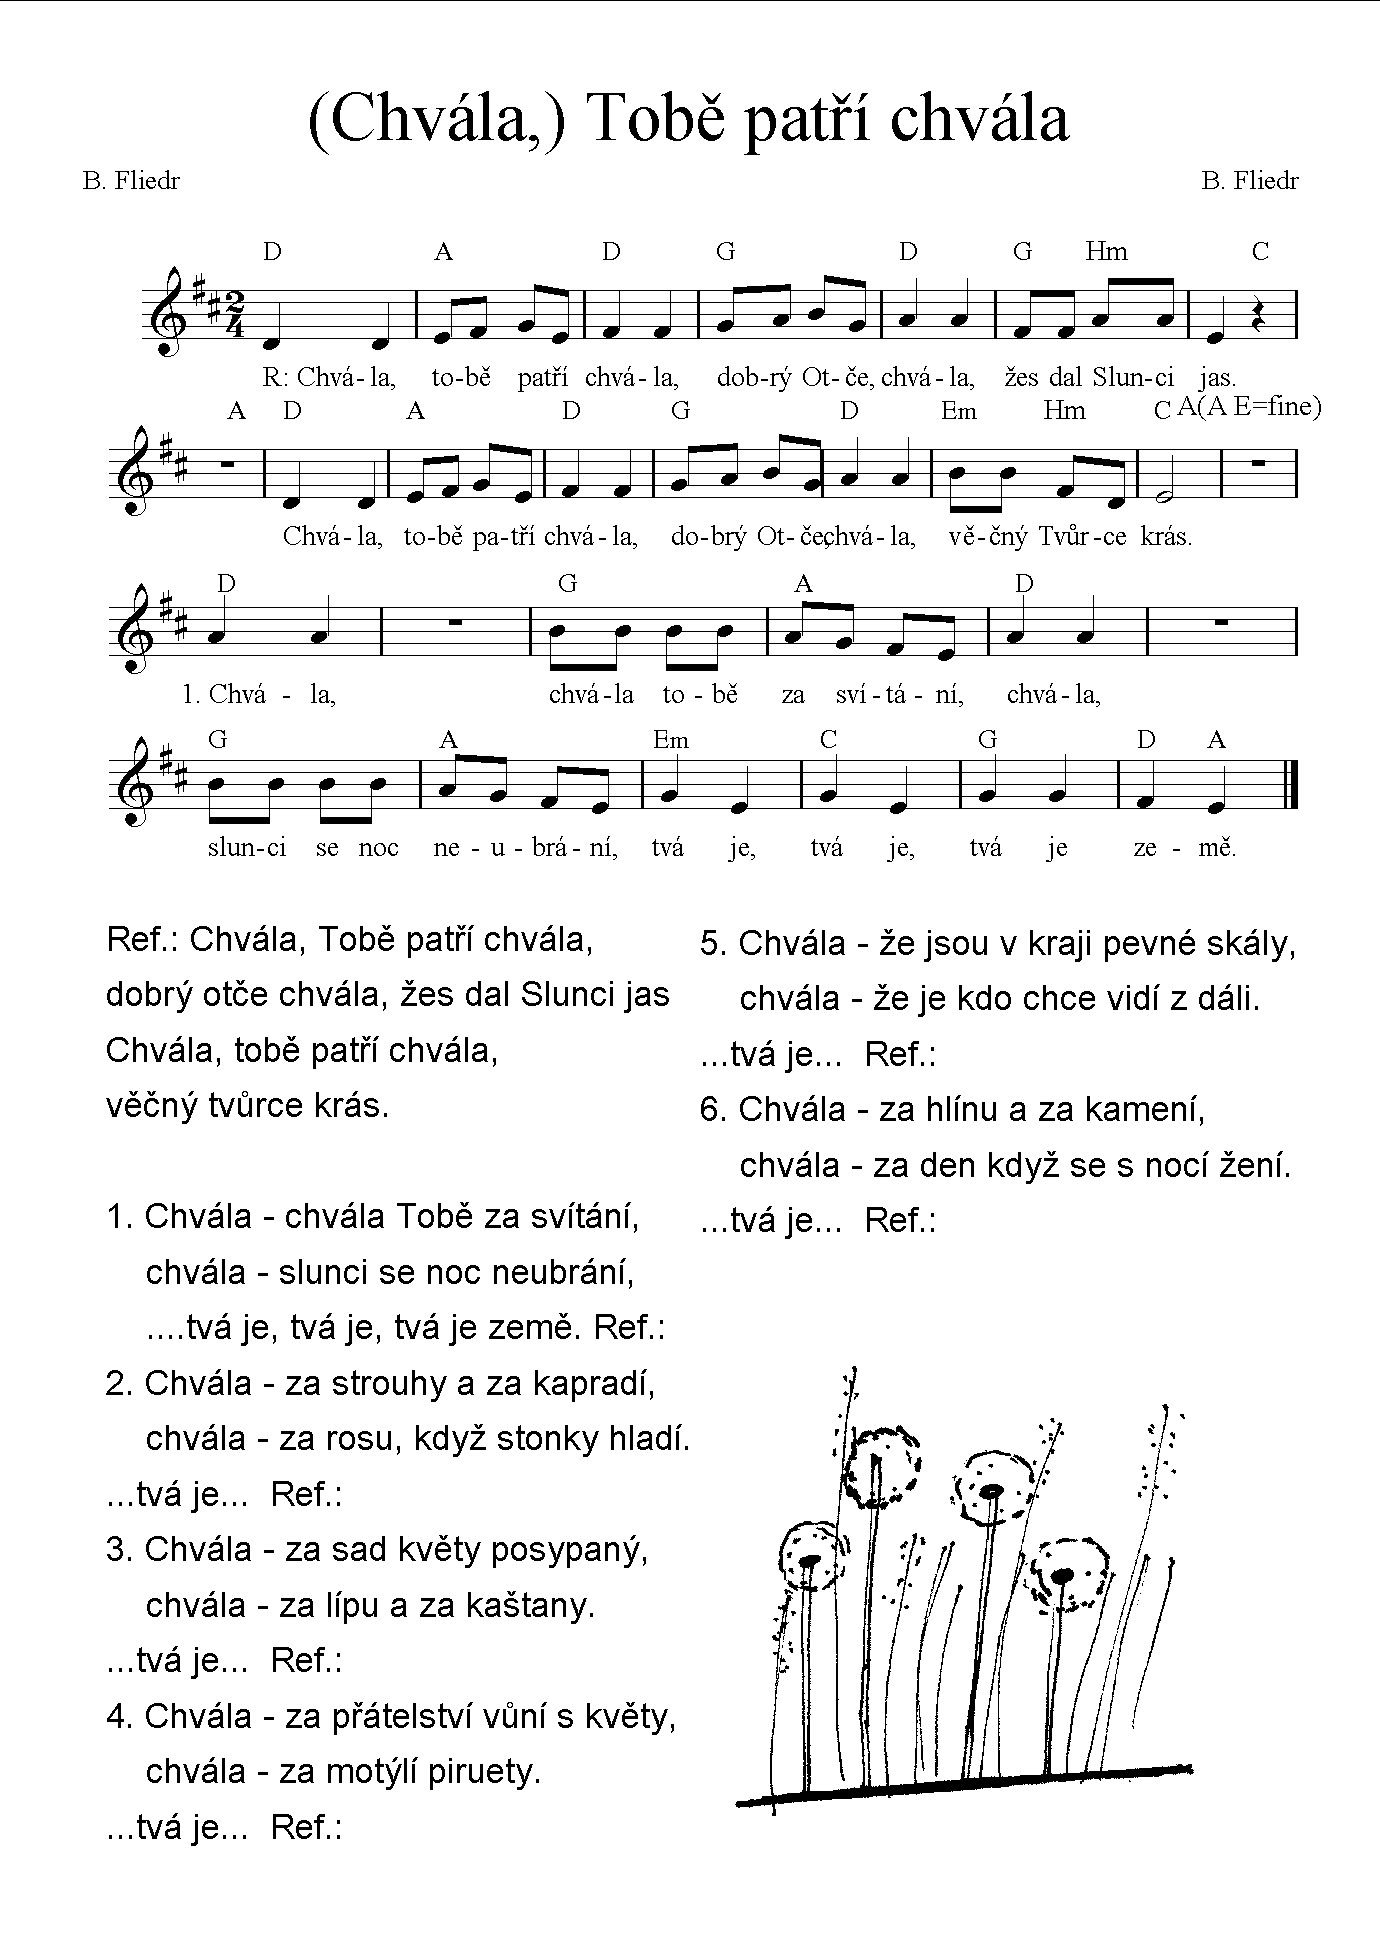 (Chvála,) Tobě patří chvála
B. Fliedr
B. Fliedr
D A D G D G Hm C
2 4
R: Chvá-la, to-bě patří chvá-la, dob-rý Ot-če, chvá-la, žes dal Slun-ci jas.
A D A D G D Em Hm C A(A E=fine)
Chvá-la, to-bě pa-tří chvá-la, do-brý Ot-če, chvá-la, vě-čný Tvůr-ce krás.
D G A D
1. Chvá - la, chvá-la to-bě za sví-tá-ní, chvá-la,
G A Em C G D A
slun-ci se noc ne-u-brá-ní, tvá je, tvá je, tvá je ze-mě.
Ref.: Chvála, Tobě patří chvála,
dobrý otče chvála, žes dal Slunci jas
Chvála, tobě patří chvála,
věčný tvůrce krás.
1. Chvála - chvála Tobě za svítání,
chvála - slunci se noc neubrání,
....tvá je, tvá je, tvá je země. Ref.:
2. Chvála - za strouhy a za kapradí,
chvála - za rosu, když stonky hladí.
...tvá je... Ref.:
3. Chvála - za sad květy posypaný,
chvála - za lípu a za kaštany.
...tvá je... Ref.:
4. Chvála - za přátelství vůní s květy,
chvála - za motýlí piruety.
...tvá je... Ref.:
5. Chvála - že jsou v kraji pevné skály,
chvála - že je kdo chce vidí z dáli.
...tvá je... Ref.:
6. Chvála - za hlínu a za kamení,
chvála - za den když se s nocí žení.
...tvá je... Ref.: